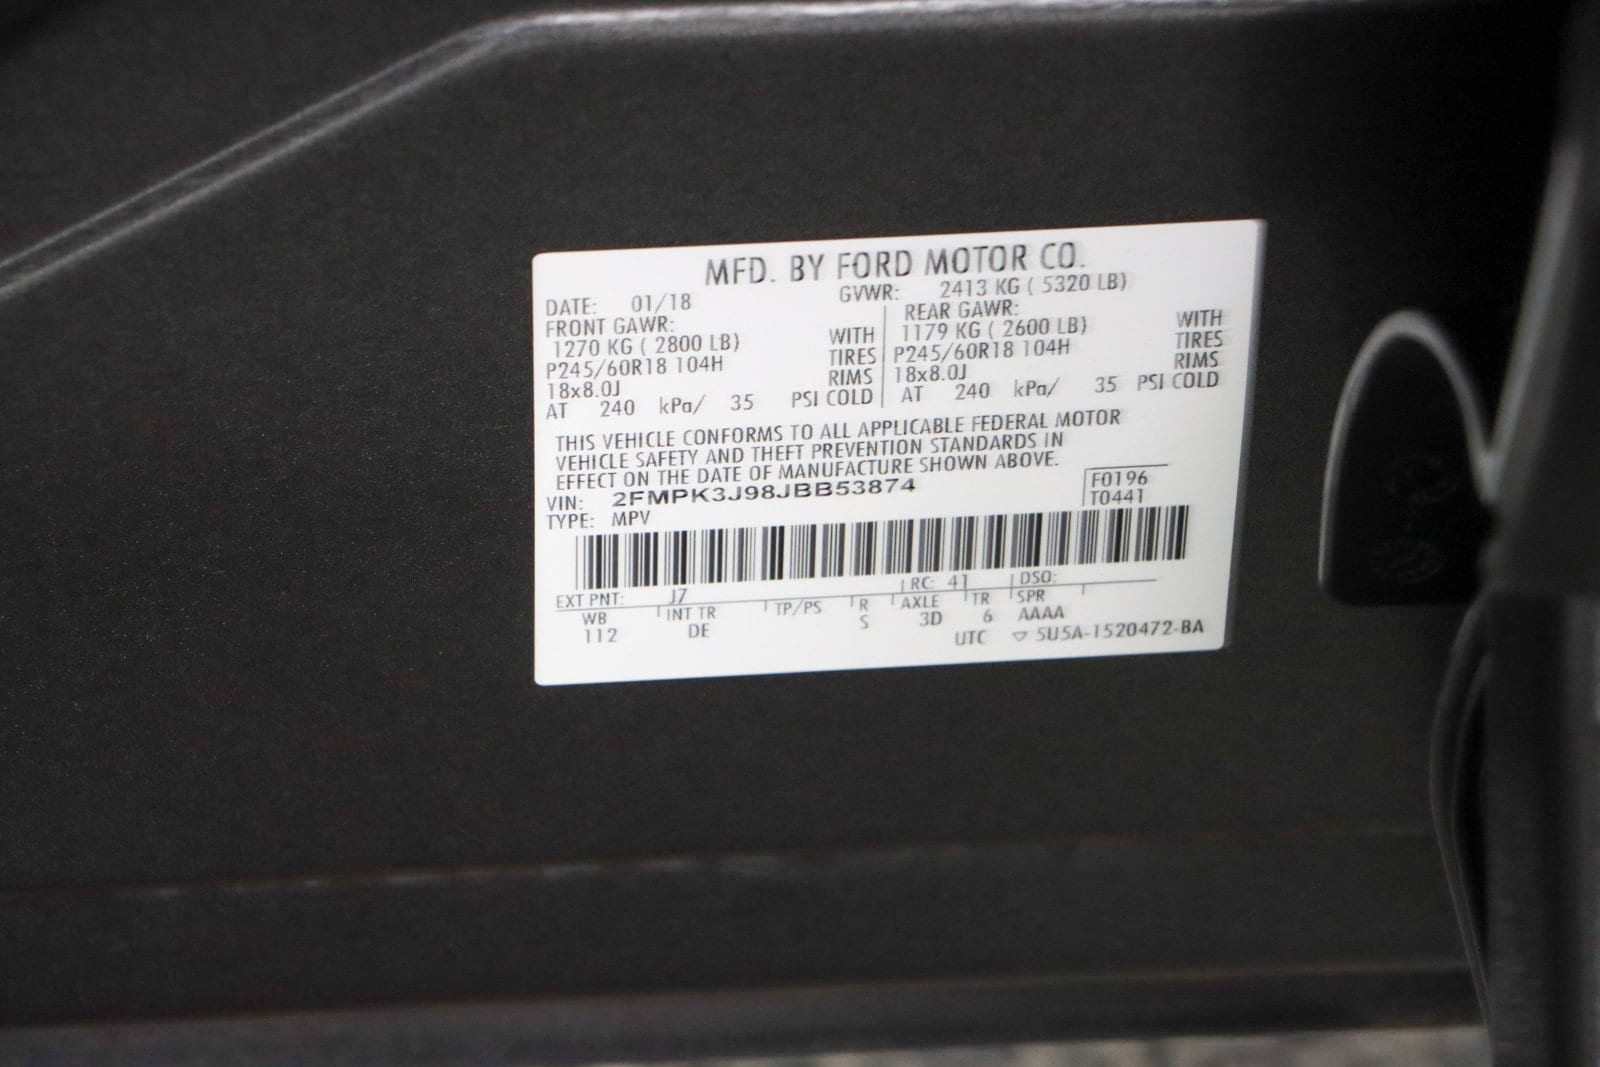 MFD. BY FORD MOTOR CO.
DATE: 01/18 GVWR: 2413 KG ( 5320 LB)
FRONT GAWR: REAR GAWR:
1270 KG ( 2800 LB) WITH 1179 KG ( 2600 LB) WITH
P245/60R18 104H TIRES P245/60R18 104H TIRES
18x8.0J RIMS 18x8.0J RIMS
AT 240 kPa/ 35 PSI COLD AT 240 kPa/ 35 PSI COLD
THIS VEHICLE CONFORMS TO ALL APPLICABLE FEDERAL MOTOR
VEHICLE SAFETY AND THEFT PREVENTION STANDARDS IN
EFFECT ON THE DATE OF MANUFACTURE SHOWN ABOVE.
VIN: 2FMPK3J98JBB53874 F0196
TYPE: MPV T0441
EXT PNT: J7 RC: 41 DSO:
WB INT TR TP/PS R AXLE TR SPR
112 DE S 3D 6 AAAA
UTC ▽ 5U5A-1520472-BA